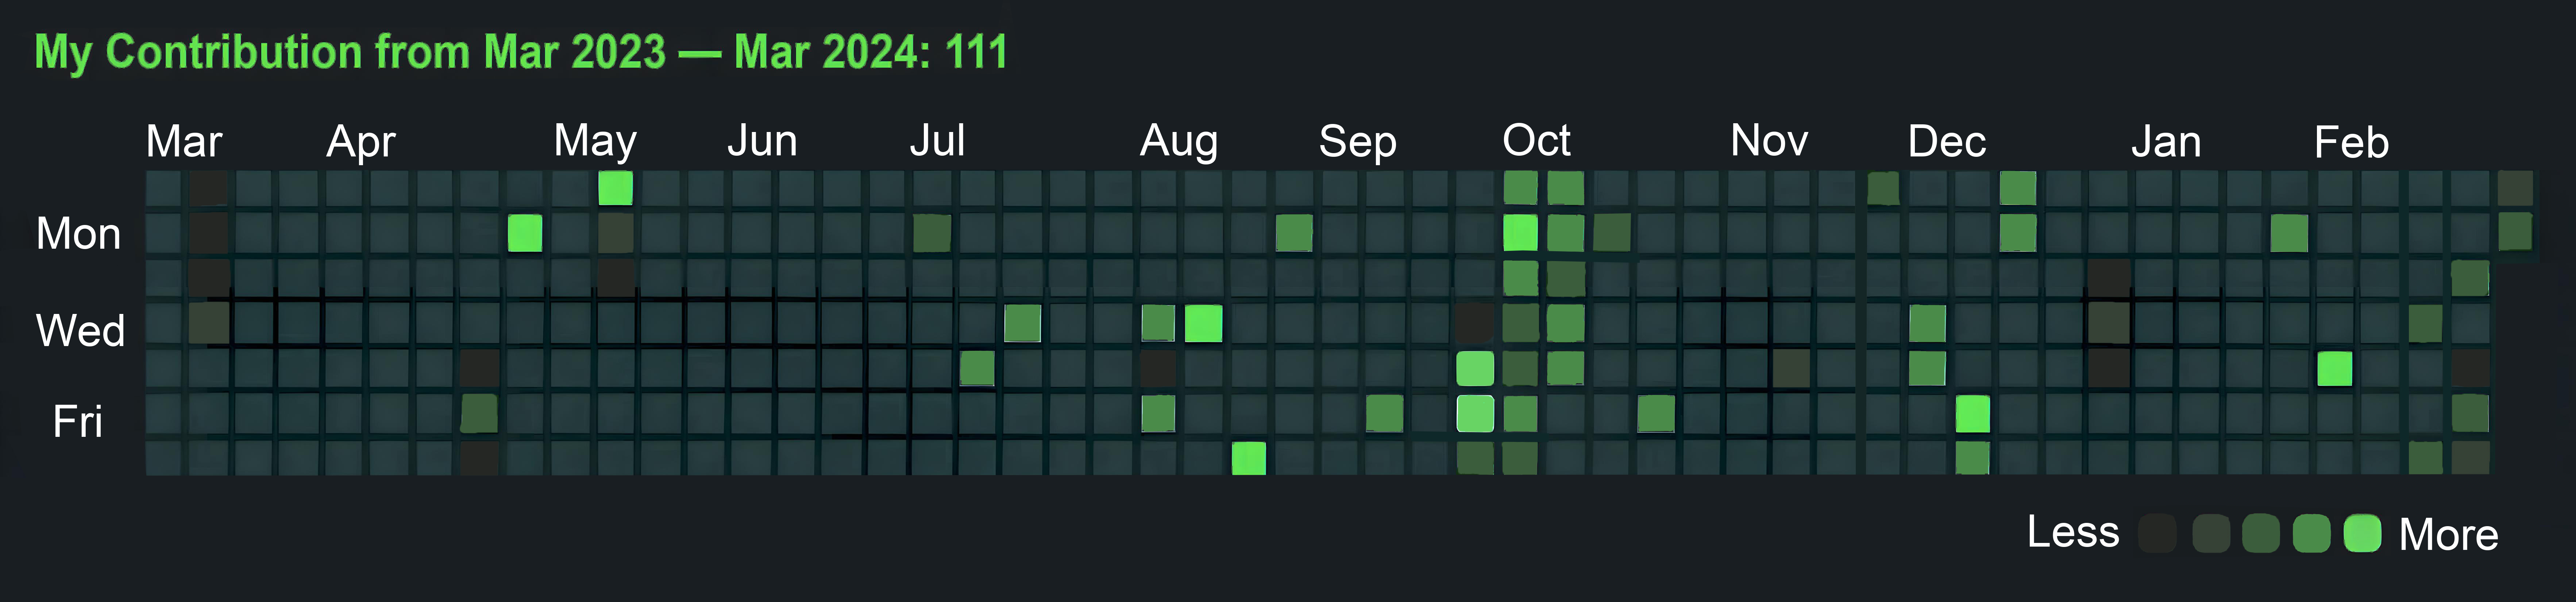 My Contribution from Mar 2023 — Mar 2024: 111
Mar Apr May Jun Jul Aug Sep Oct Nov Dec Jan Feb
Mon
Wed
Fri
Less More